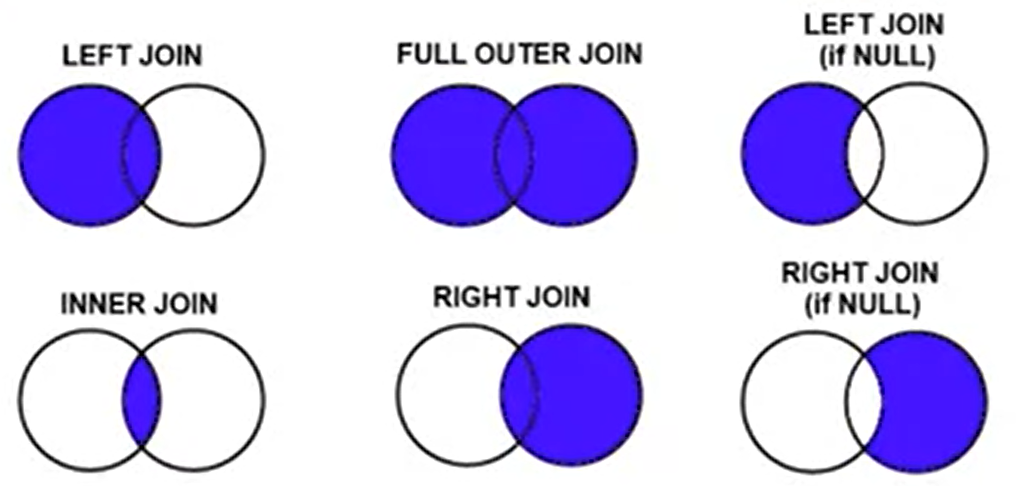 LEFT JOIN
FULL OUTER JOIN
LEFT JOIN
(if NULL)
INNER JOIN
RIGHT JOIN
RIGHT JOIN
(if NULL)